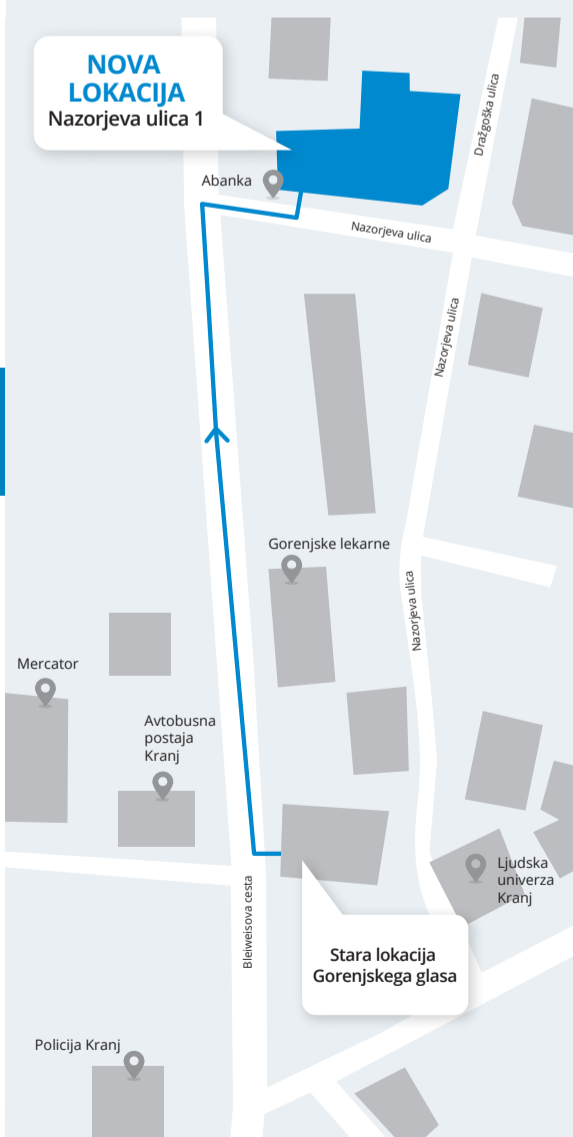 NOVA
LOKACIJA
Nazorjeva ulica 1
Dražgoška ulica
Abanka
Nazorjeva ulica
Nazorjeva ulica
Gorenjske lekarne
Nazorjeva ulica
Mercator
Avtobusna
postaja
Kranj
Ljudska
univerza
Kranj
Bleiweisova cesta
Stara lokacija
Gorenjskega glasa
Policija Kranj